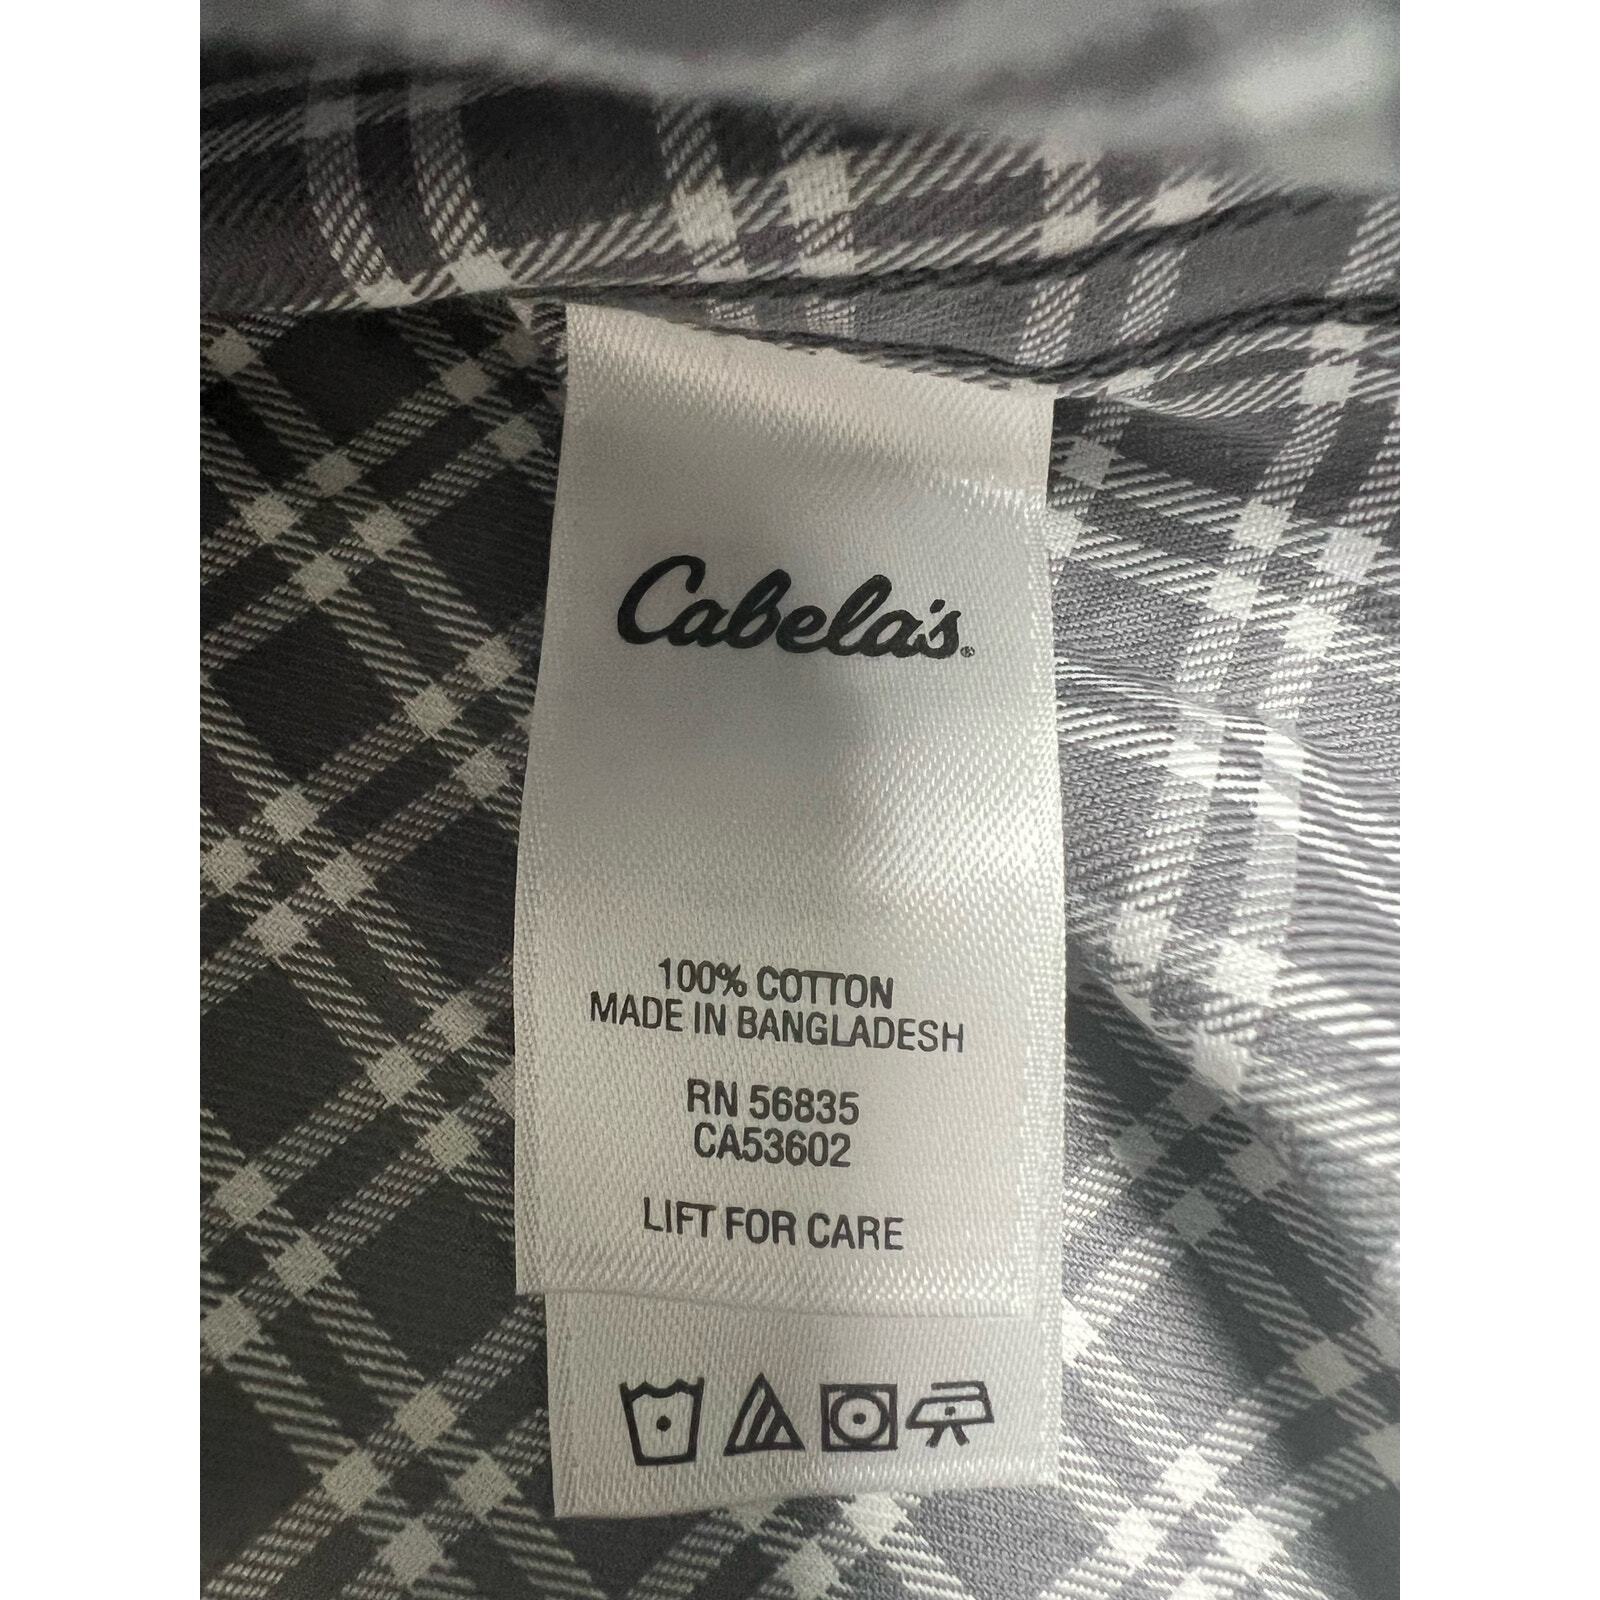 Cabela's®
100% COTTON
MADE IN BANGLADESH
RN 56835
CA53602
LIFT FOR CARE